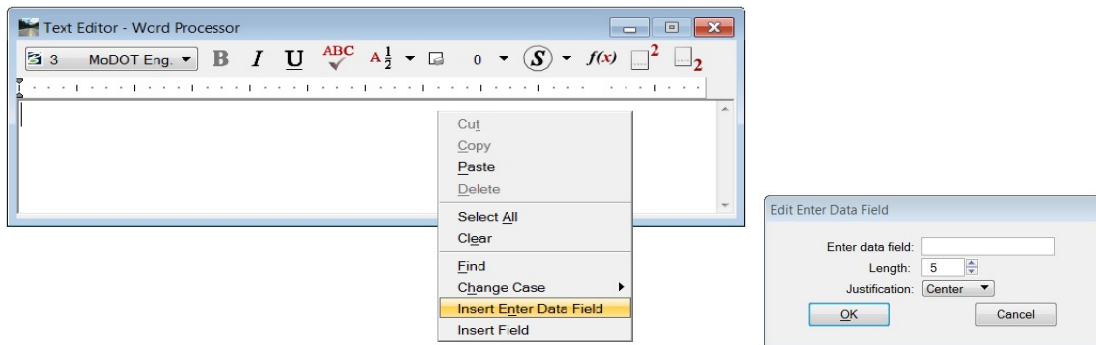 Text Editor - Word Processor
3 MoDOT Eng. B I U ABC A 1/2 0 S f(x) 2 2
Cut
Copy
Paste
Delete
Select All
Clear
Find
Change Case
Insert Enter Data Field
Insert Field
Edit Enter Data Field
Enter data field:
Length: 5
Justification: Center
OK Cancel